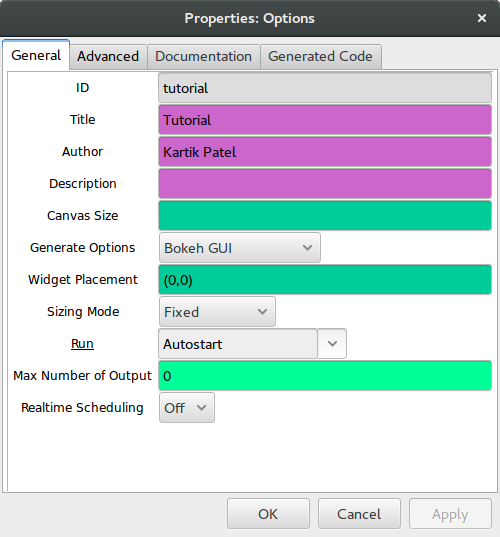 Properties: Options
General Advanced Documentation Generated Code
ID tutorial
Title Tutorial
Author Kartik Patel
Description
Canvas Size
Generate Options Bokeh GUI
Widget Placement (0,0)
Sizing Mode Fixed
Run Autostart
Max Number of Output 0
Realtime Scheduling Off
OK Cancel Apply